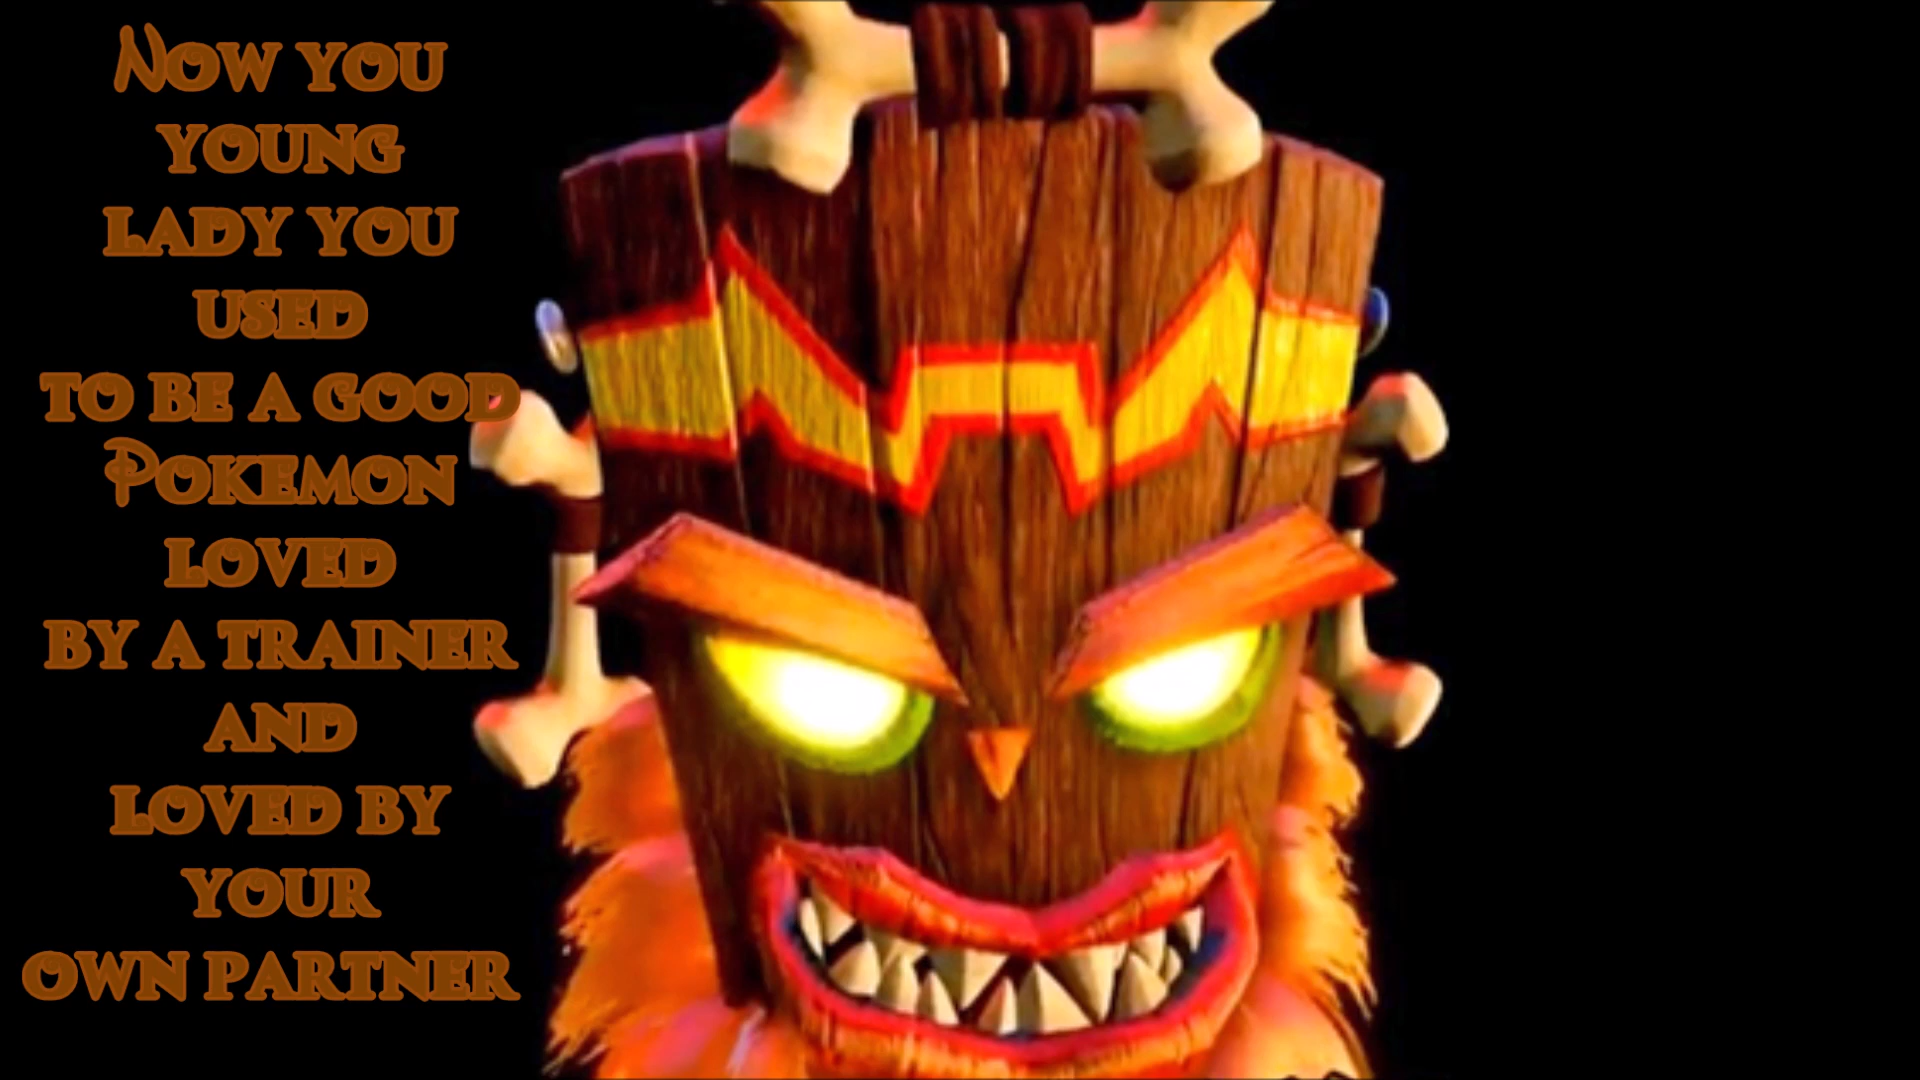 Now you
young
lady you
used
to be a good
Pokemon
loved
by a trainer
and
loved by
your
own partner